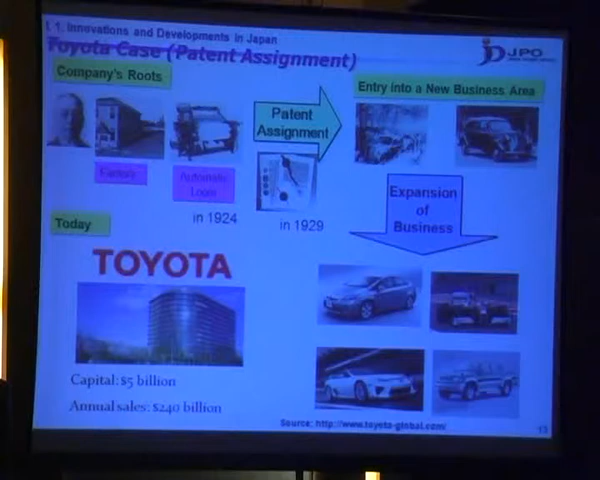 I. 1. Innovations and Developments in Japan
Toyota Case (Patent Assignment)
JPO
Company's Roots
Patent
Assignment
Entry into a New Business Area
Factory
Automatic
Loom
in 1924
in 1929
Expansion
of
Business
Today
TOYOTA
Capital: $5 billion
Annual sales: $240 billion
Source: http://www.toyota-global.com/
13